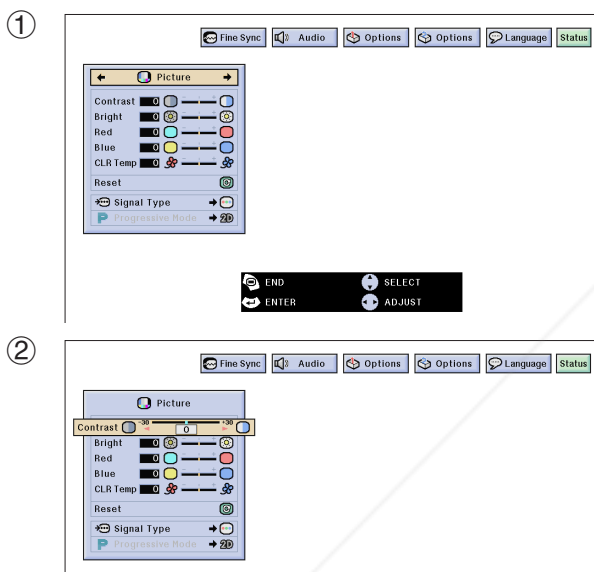 ①
Fine Sync Audio Options Options Language Status
Picture
Contrast 0
Bright 0
Red 0
Blue 0
CLR Temp 0
Reset
Signal Type
P Progressive Mode 2D
END SELECT
ENTER ADJUST
②
Fine Sync Audio Options Options Language Status
Picture
Contrast -30 0 +30
Bright 0
Red 0
Blue 0
CLR Temp 0
Reset
Signal Type
P Progressive Mode 2D